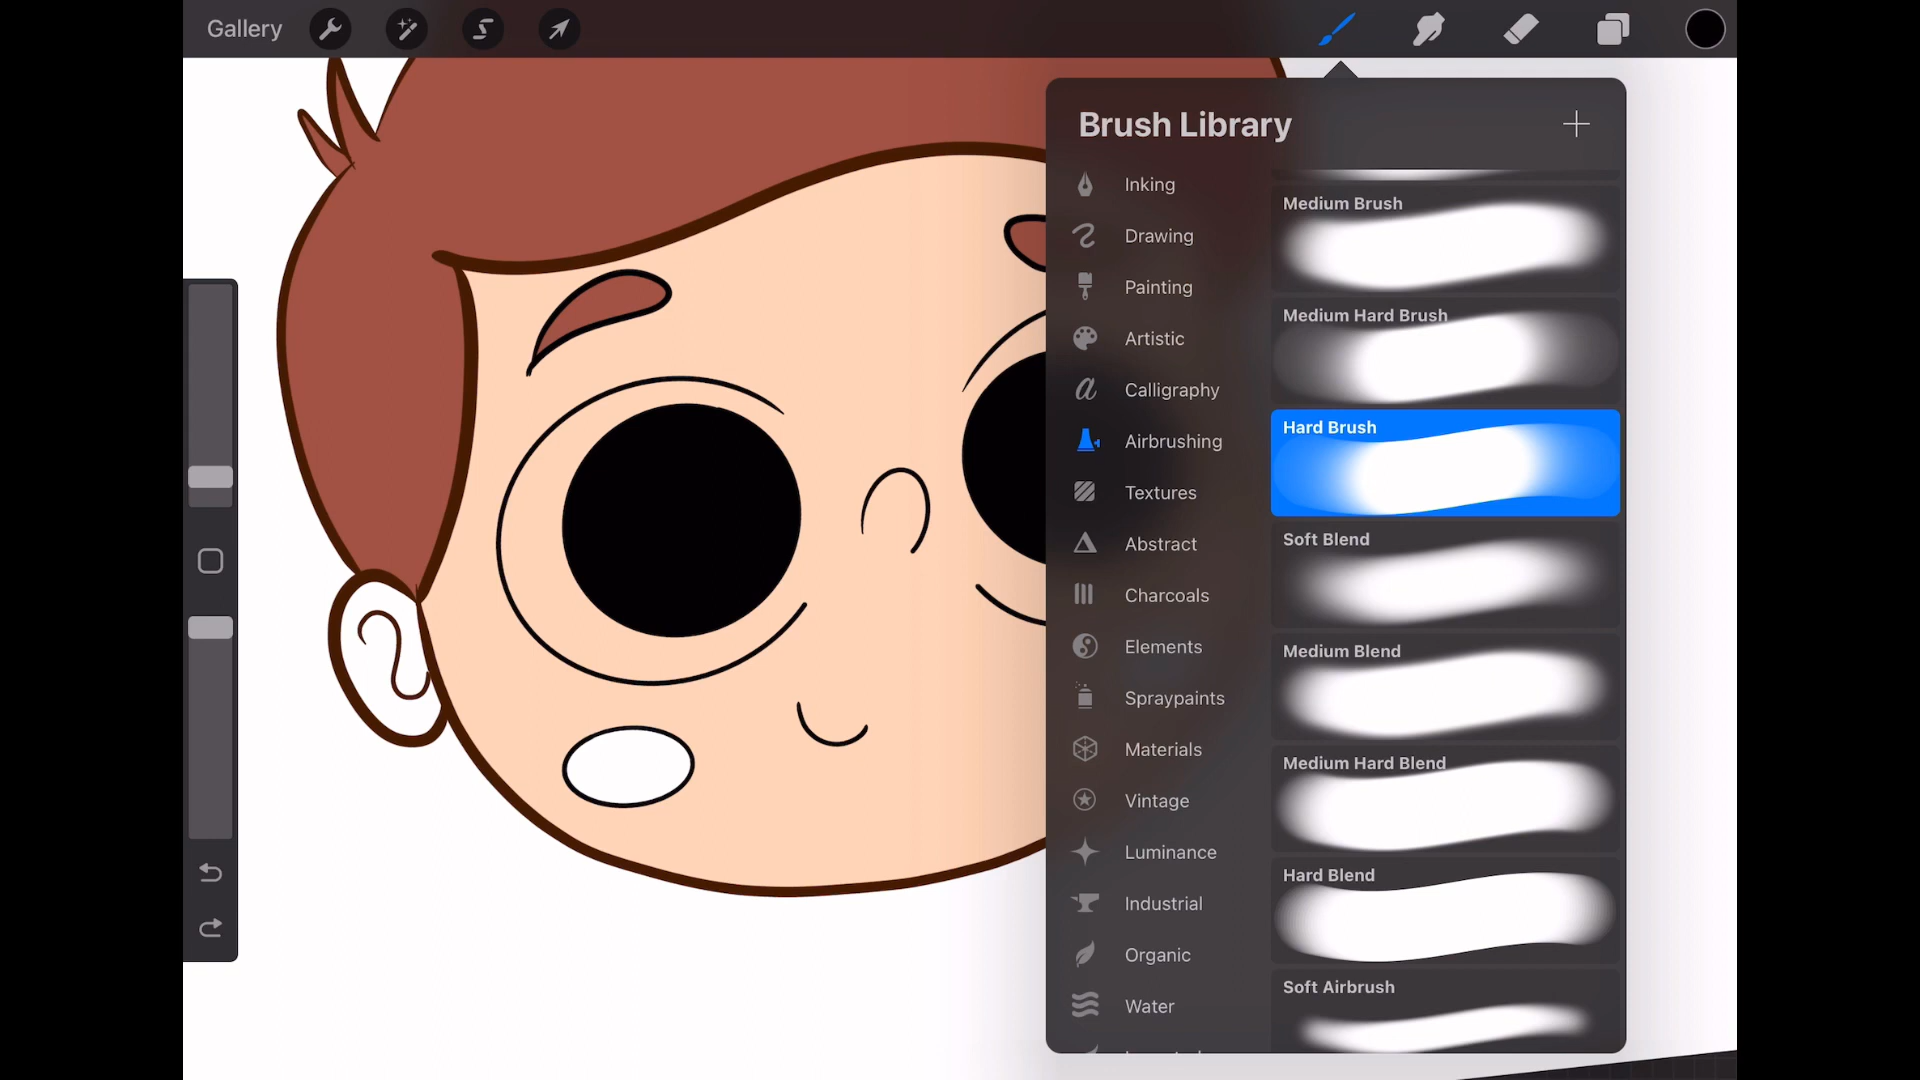 Gallery
Brush Library
Inking
Drawing
Painting
Artistic
Calligraphy
Airbrushing
Textures
Abstract
Charcoals
Elements
Spraypaints
Materials
Vintage
Luminance
Industrial
Organic
Water
Medium Brush
Medium Hard Brush
Hard Brush
Soft Blend
Medium Blend
Medium Hard Blend
Hard Blend
Soft Airbrush